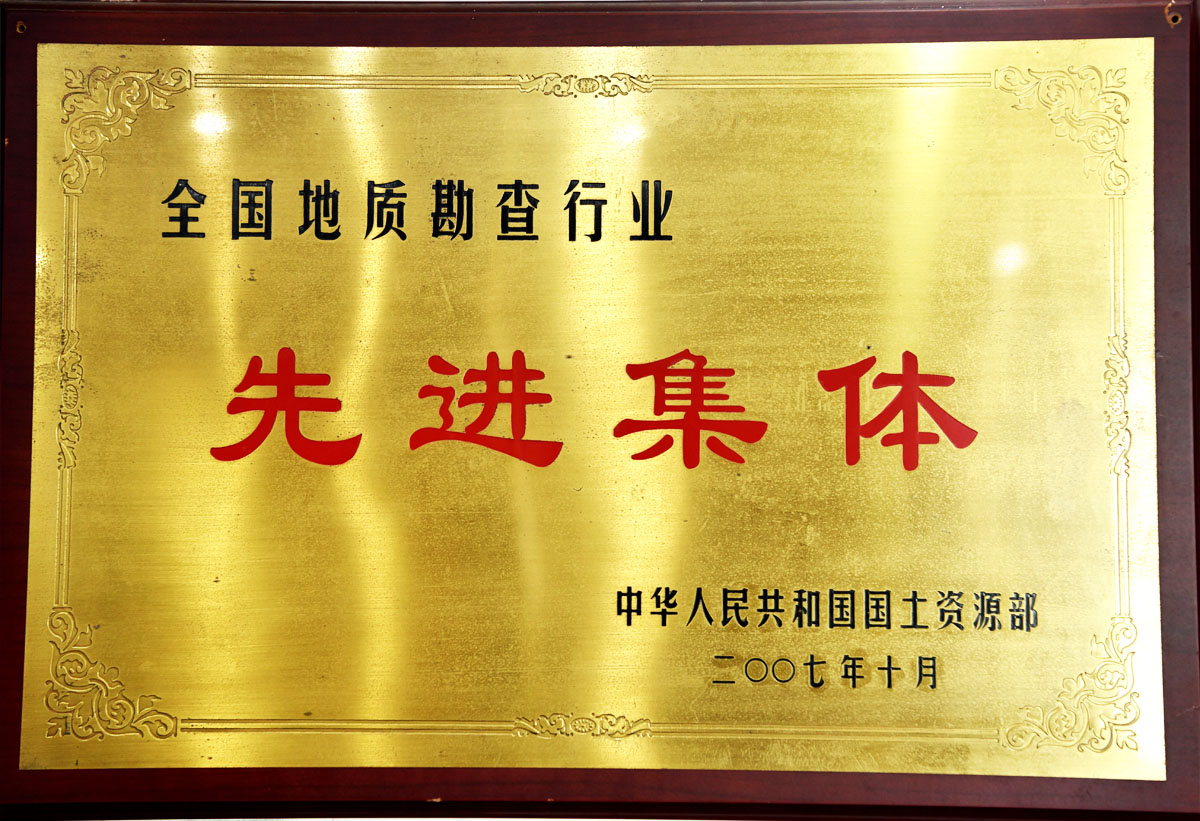 全国地质勘查行业
先进集体
中华人民共和国国土资源部
二〇〇七年十月